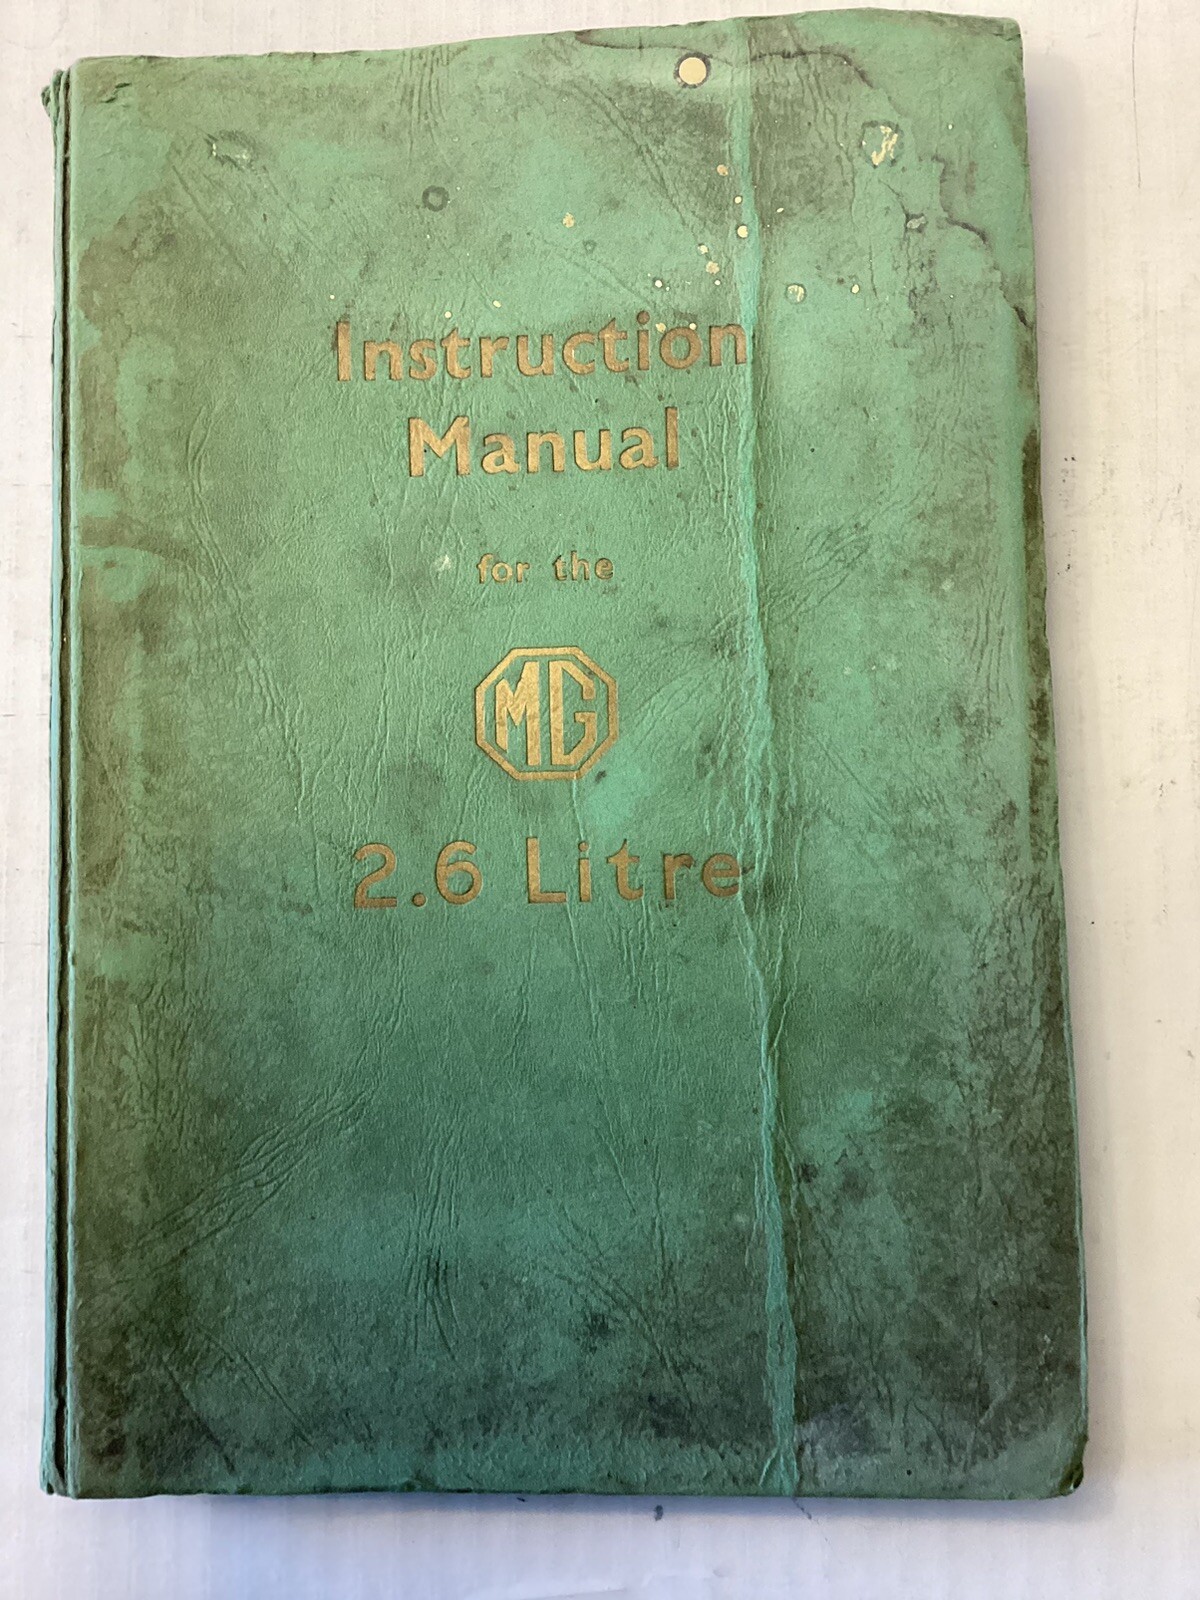 Instruction
Manual
for the
MG
2.6 Litre